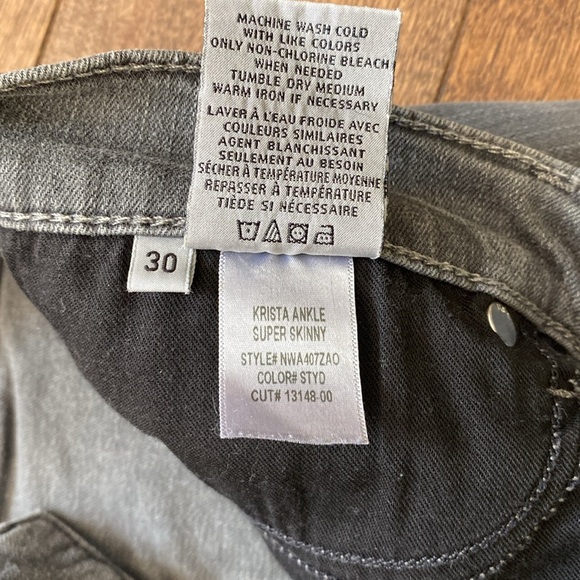 MACHINE WASH COLD
WITH LIKE COLORS
ONLY NON-CHLORINE BLEACH
WHEN NEEDED
TUMBLE DRY MEDIUM
WARM IRON IF NECESSARY
LAVER À L'EAU FROIDE AVEC
COULEURS SIMILAIRES
AGENT BLANCHISSANT
SEULEMENT AU BESOIN
SÉCHER À TEMPÉRATURE MOYENNE
REPASSER À TEMPÉRATURE
TIÈDE SI NÉCESSAIRE
30
KRISTA ANKLE
SUPER SKINNY
STYLE# NWA407ZAO
COLOR# STYD
CUT# 13148-00